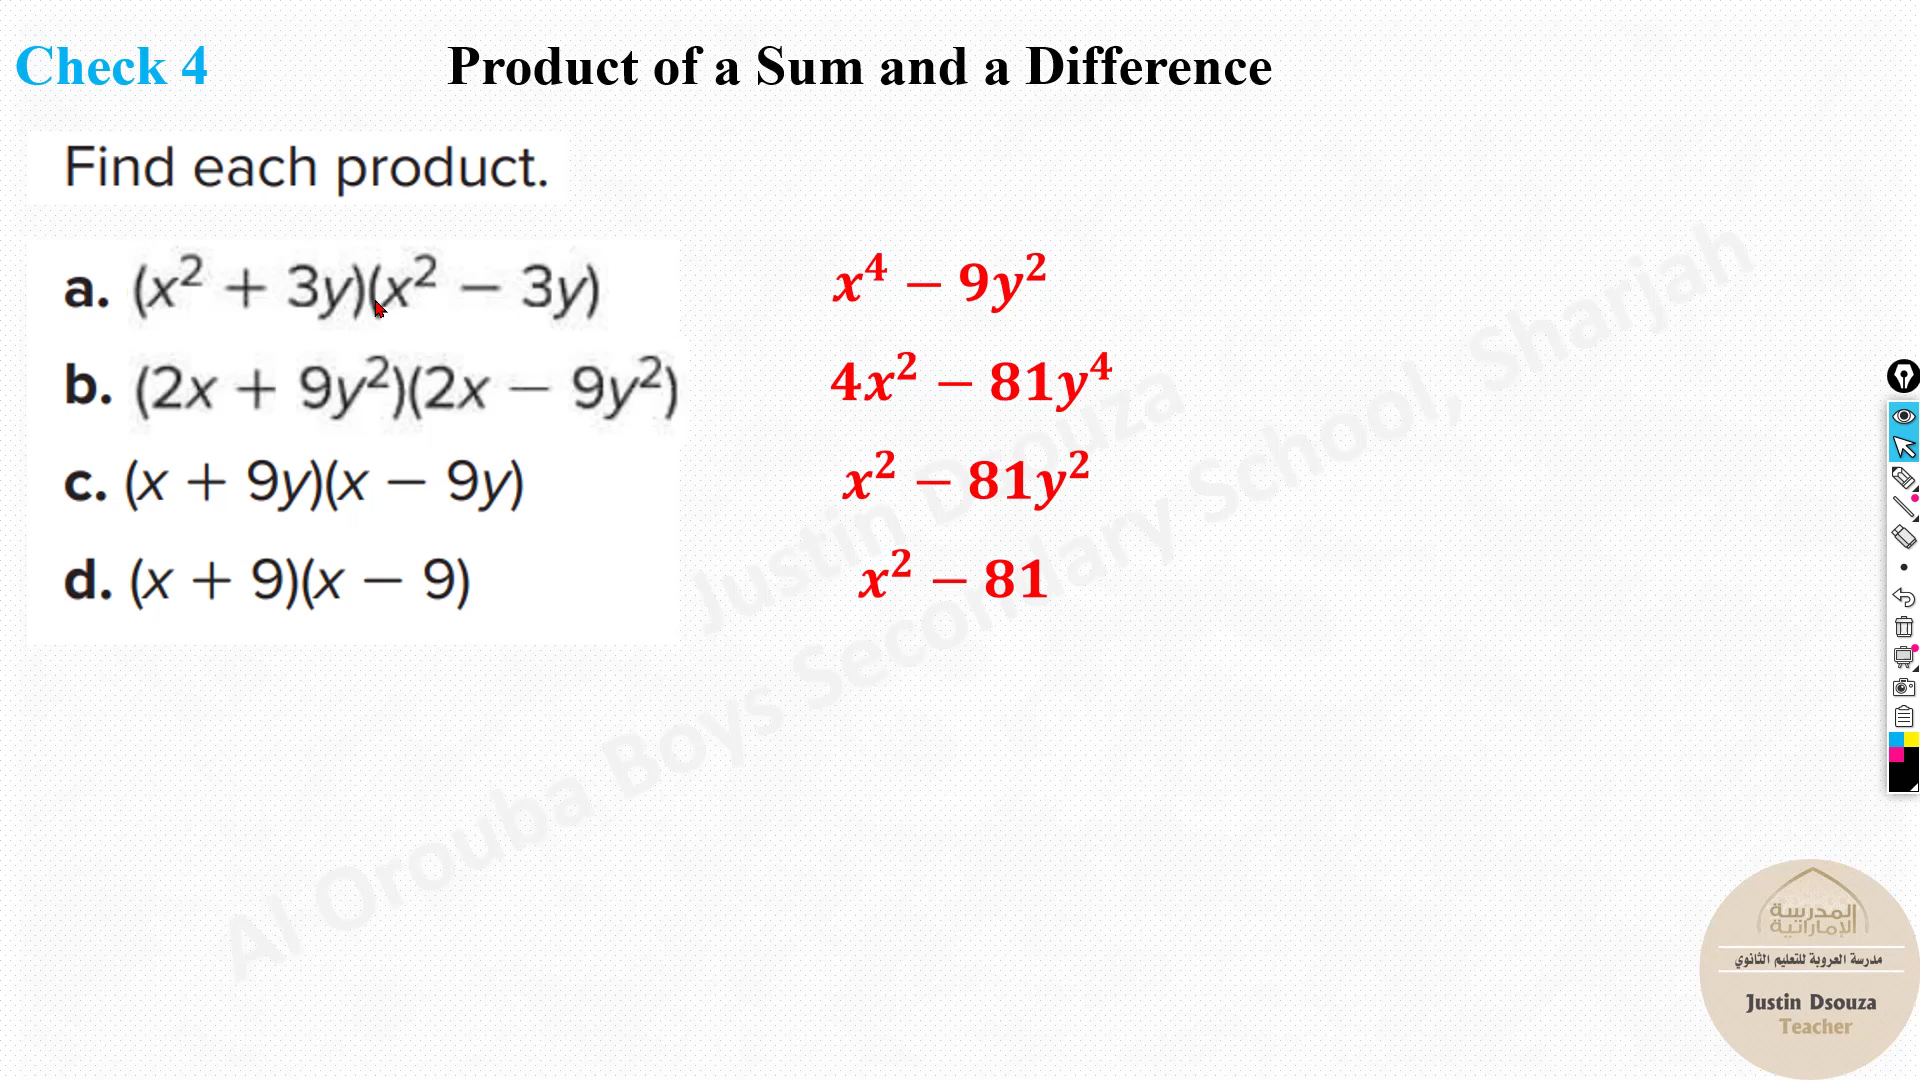 Check 4 Product of a Sum and a Difference
Find each product.
a. (x² + 3y)(x² − 3y) x⁴ − 9y²
b. (2x + 9y²)(2x − 9y²) 4x² − 81y⁴
c. (x + 9y)(x − 9y) x² − 81y²
d. (x + 9)(x − 9) x² − 81
Justin Dsouza
Al Orouba Boys Secondary School, Sharjah
المدرسة
الإماراتية
مدرسة العروبة للتعليم الثانوي
Justin Dsouza
Teacher